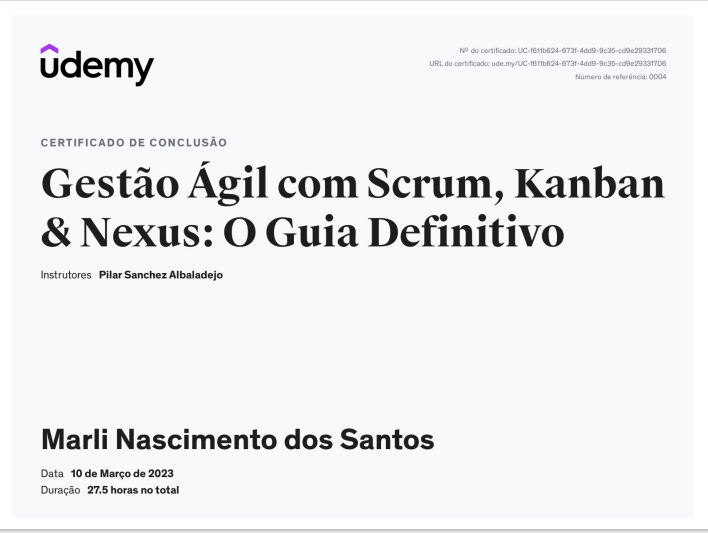 udemy
Nº do certificado: UC-f61fb624-673f-4dd9-9c35-cd9e2933f706
URL do certificado: ude.my/UC-f61fb624-673f-4dd9-9c35-cd9e2933f706
Número de referência: 0004
CERTIFICADO DE CONCLUSÃO
Gestão Ágil com Scrum, Kanban
& Nexus: O Guia Definitivo
Instrutores Pilar Sanchez Albaladejo
Marli Nascimento dos Santos
Data 10 de Março de 2023
Duração 27.5 horas no total